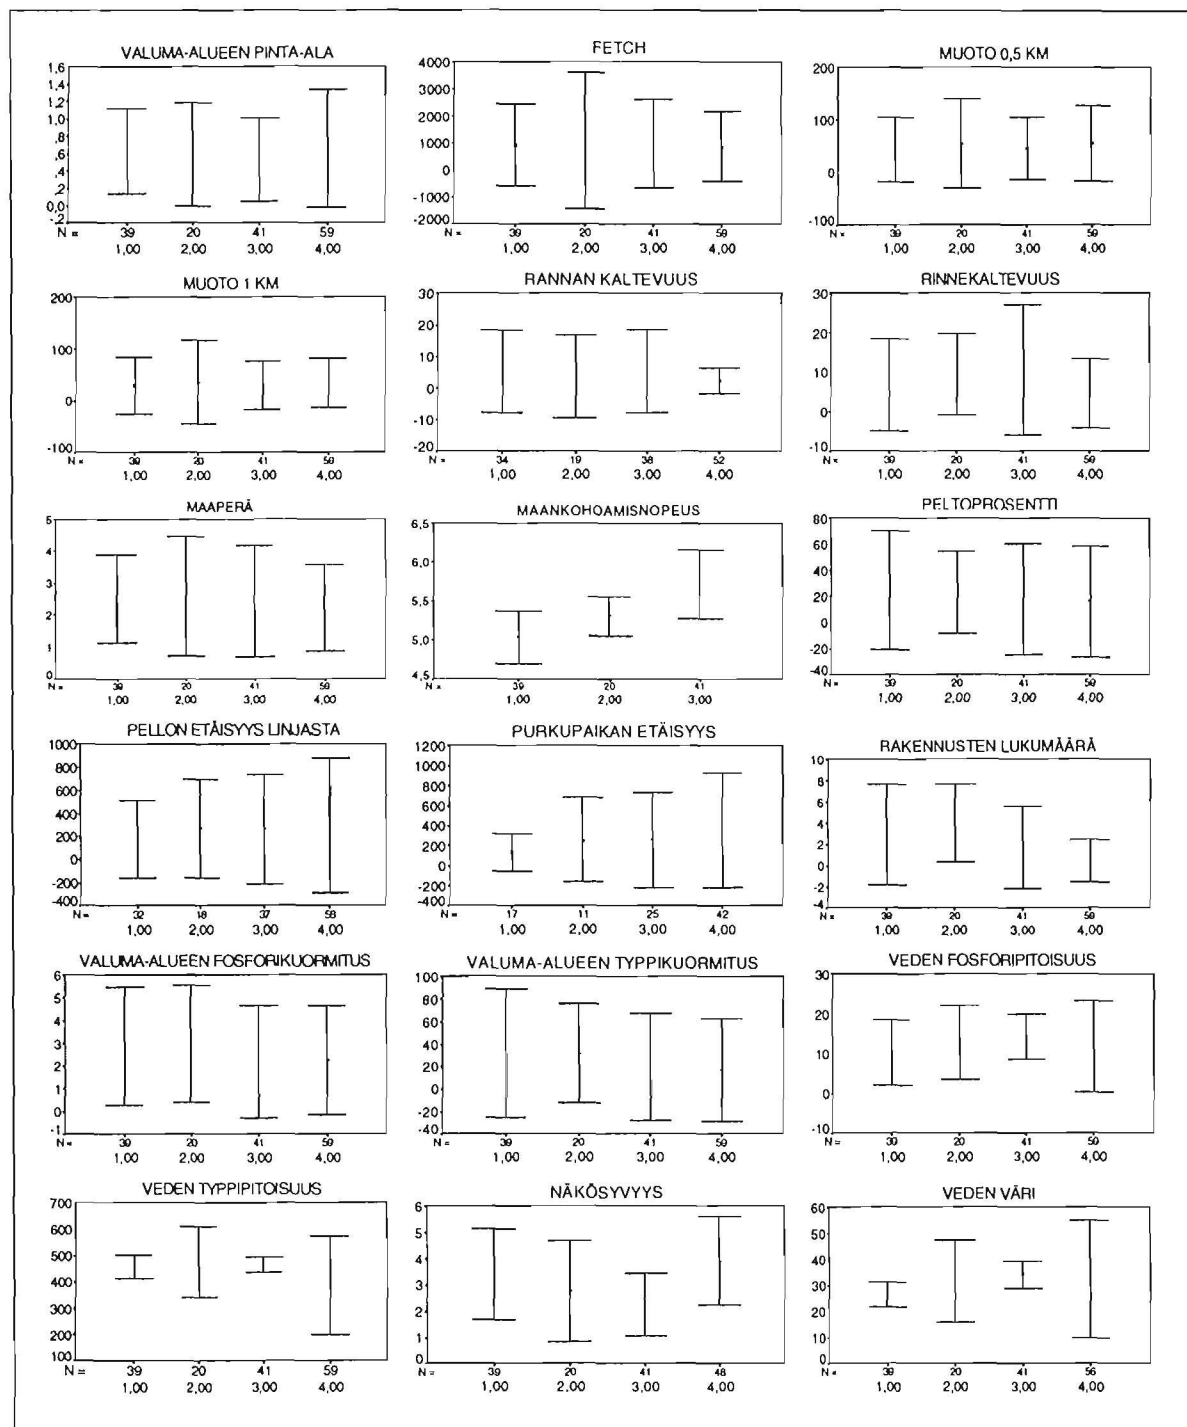 VALUMA-ALUEEN PINTA-ALA
1,6
1,4
1,2
1,0
,8
,6
,4
,2
0,0
-,2
N = 39 20 41 59
1,00 2,00 3,00 4,00
FETCH
4000
3000
2000
1000
0
-1000
-2000
N = 39 20 41 59
1,00 2,00 3,00 4,00
MUOTO 0,5 KM
200
100
0
-100
N = 39 20 41 59
1,00 2,00 3,00 4,00
MUOTO 1 KM
200
100
0
-100
N = 39 20 41 59
1,00 2,00 3,00 4,00
RANNAN KALTEVUUS
30
20
10
0
-10
-20
N = 34 19 38 52
1,00 2,00 3,00 4,00
RINNEKALTEVUUS
30
20
10
0
-10
N = 39 20 41 59
1,00 2,00 3,00 4,00
MAAPERÄ
5
4
3
2
1
0
N = 39 20 41 59
1,00 2,00 3,00 4,00
MAANKOHOAMISNOPEUS
6,5
6,0
5,5
5,0
4,5
N = 39 20 41
1,00 2,00 3,00
PELTOPROSENTTI
80
60
40
20
0
-20
-40
N = 39 20 41 59
1,00 2,00 3,00 4,00
PELLON ETÄISYYS LINJASTA
1000
800
600
400
200
0
-200
-400
N = 32 18 37 58
1,00 2,00 3,00 4,00
PURKUPAIKAN ETÄISYYS
1200
1000
800
600
400
200
0
-200
-400
N = 17 11 25 42
1,00 2,00 3,00 4,00
RAKENNUSTEN LUKUMÄÄRÄ
10
8
6
4
2
0
-2
-4
N = 39 20 41 59
1,00 2,00 3,00 4,00
VALUMA-ALUEEN FOSFORIKUORMITUS
6
5
4
3
2
1
0
-1
N = 39 20 41 59
1,00 2,00 3,00 4,00
VALUMA-ALUEEN TYPPIKUORMITUS
100
80
60
40
20
0
-20
-40
N = 39 20 41 59
1,00 2,00 3,00 4,00
VEDEN FOSFORIPITOISUUS
30
20
10
0
-10
N = 39 20 41 59
1,00 2,00 3,00 4,00
VEDEN TYPPIPITOISUUS
700
600
500
400
300
200
100
N = 39 20 41 59
1,00 2,00 3,00 4,00
NÄKÖSYVYYS
6
5
4
3
2
1
0
N = 39 20 41 48
1,00 2,00 3,00 4,00
VEDEN VÄRI
60
50
40
30
20
10
0
N = 39 20 41 56
1,00 2,00 3,00 4,00